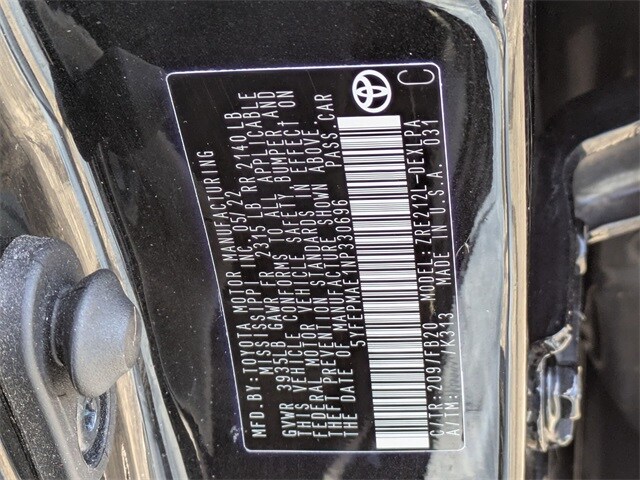 MFD. BY: TOYOTA MOTOR MANUFACTURING
MISSISSIPPI INC. 05/22
GVWR 3935LB GAWR FR 2315 LB RR 2140 LB
THIS VEHICLE CONFORMS TO ALL APPLICABLE
FEDERAL MOTOR VEHICLE SAFETY, BUMPER AND
THEFT PREVENTION STANDARDS IN EFFECT ON
THE DATE OF MANUFACTURE SHOWN ABOVE.
5YFEPMAE1NP330696 PASS. CAR
C
C/TR: 209/FB20 MODEL: ZRE212L-DEXLPA
A/TM: /K313 MADE IN U.S.A. 031